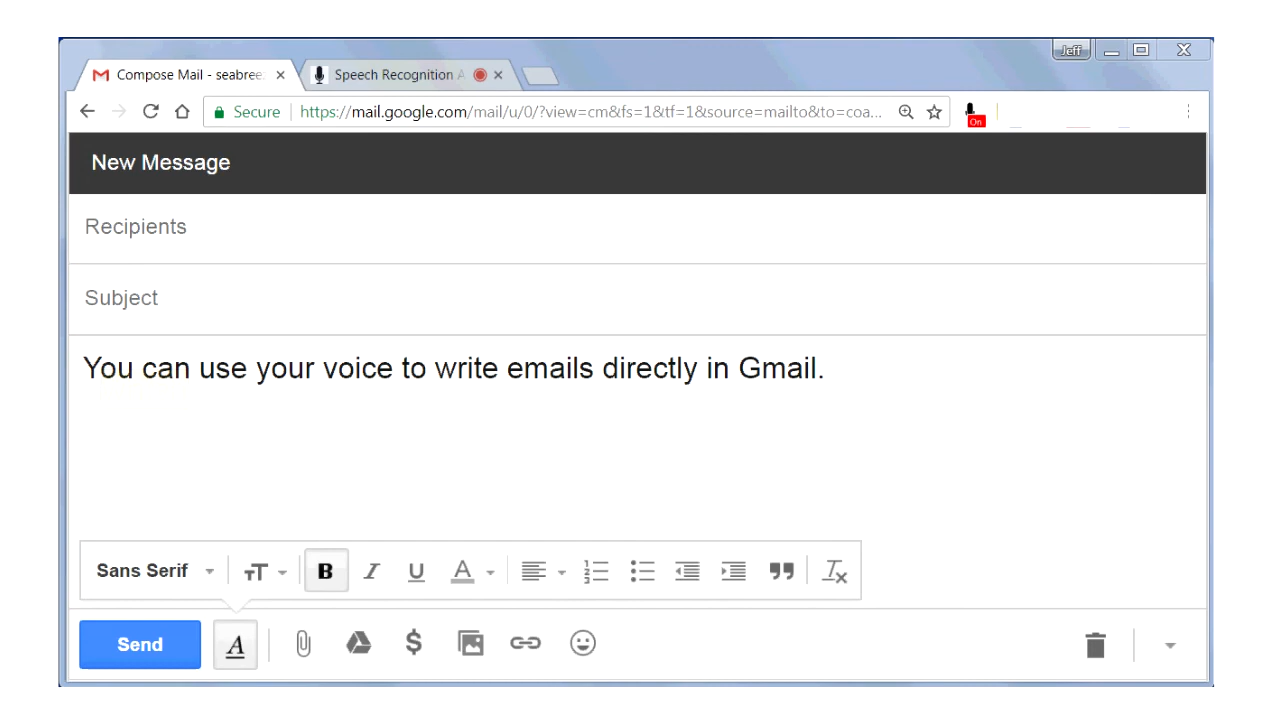 Jeff
Compose Mail - seabree
Speech Recognition A
Secure
https://mail.google.com/mail/u/0/?view=cm&fs=1&tf=1&source=mailto&to=coa...
On
New Message
Recipients
Subject
You can use your voice to write emails directly in Gmail.
Sans Serif TT B I U A Tx
Send A $